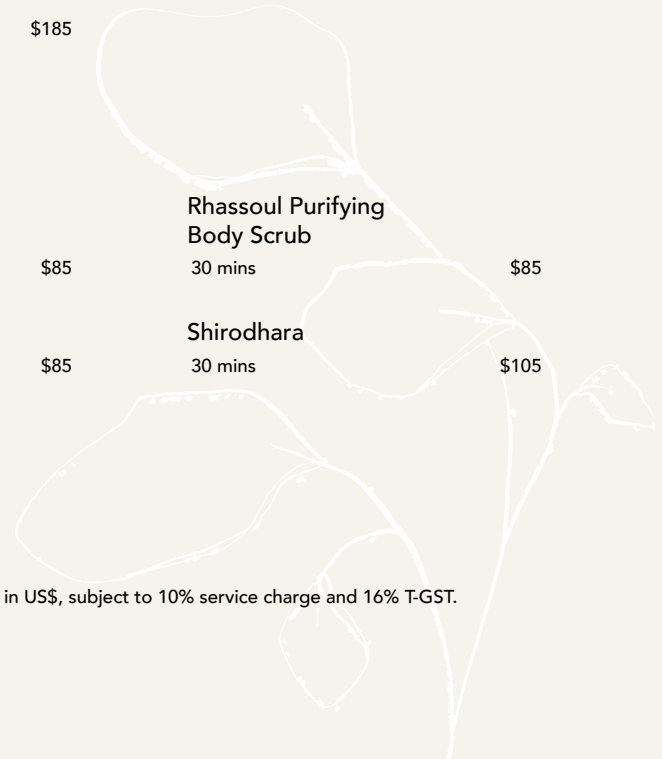 $185
Rhassoul Purifying
Body Scrub
$85 30 mins $85
Shirodhara
$85 30 mins $105
in US$, subject to 10% service charge and 16% T-GST.